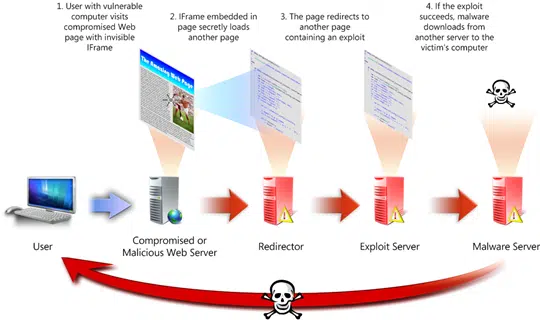 1. User with vulnerable
computer visits
compromised Web
page with invisible
IFrame
2. IFrame embedded in
page secretly loads
another page
3. The page redirects to
another page
containing an exploit
4. If the exploit
succeeds, malware
downloads from
another server to the
victim's computer
The Amazing Web Page
User
Compromised or
Malicious Web Server
Redirector
Exploit Server
Malware Server